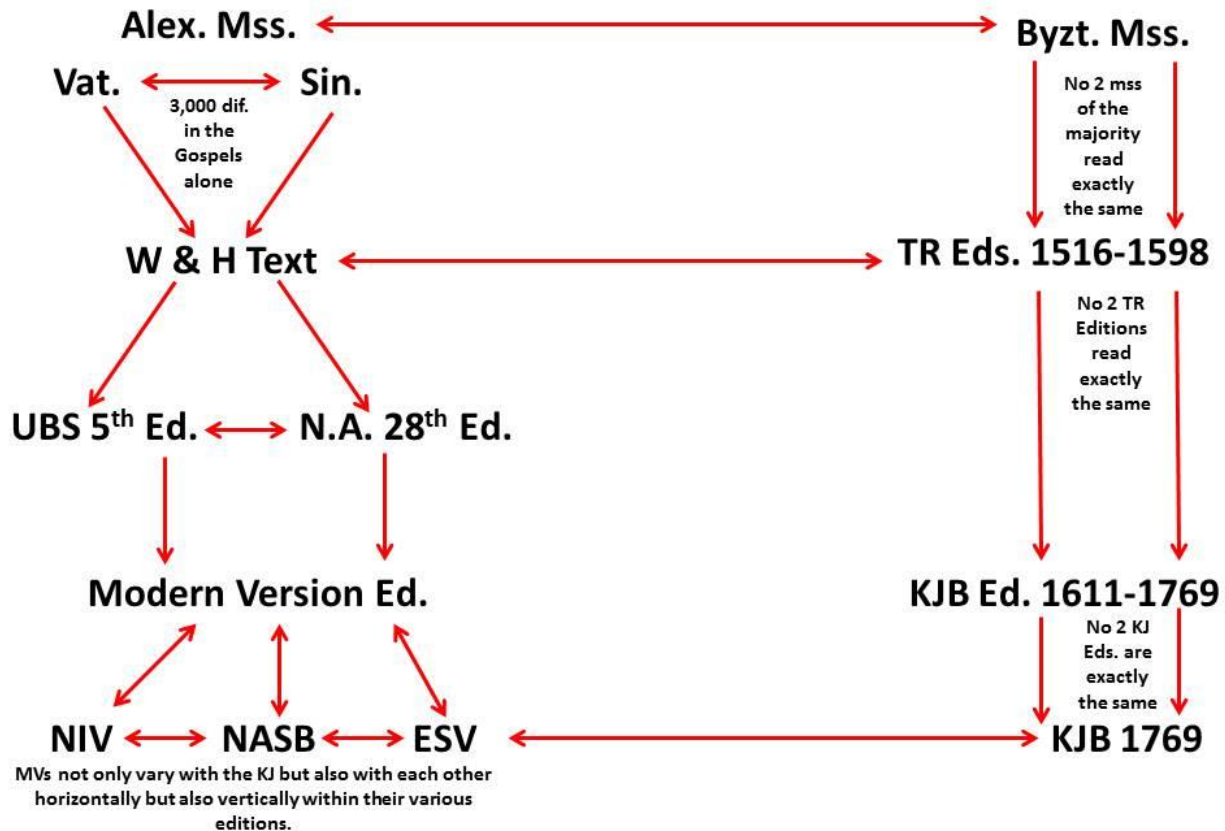 Alex. Mss.
Byzt. Mss.
Vat.
Sin.
3,000 dif.
in the
Gospels
alone
No 2 mss
of the
majority
read
exactly
the same
W & H Text
TR Eds. 1516-1598
No 2 TR
Editions
read
exactly
the same
UBS 5th Ed.
N.A. 28th Ed.
Modern Version Ed.
KJB Ed. 1611-1769
No 2 KJ
Eds. are
exactly
the same
NIV
NASB
ESV
KJB 1769
MVs not only vary with the KJ but also with each other
horizontally but also vertically within their various
editions.